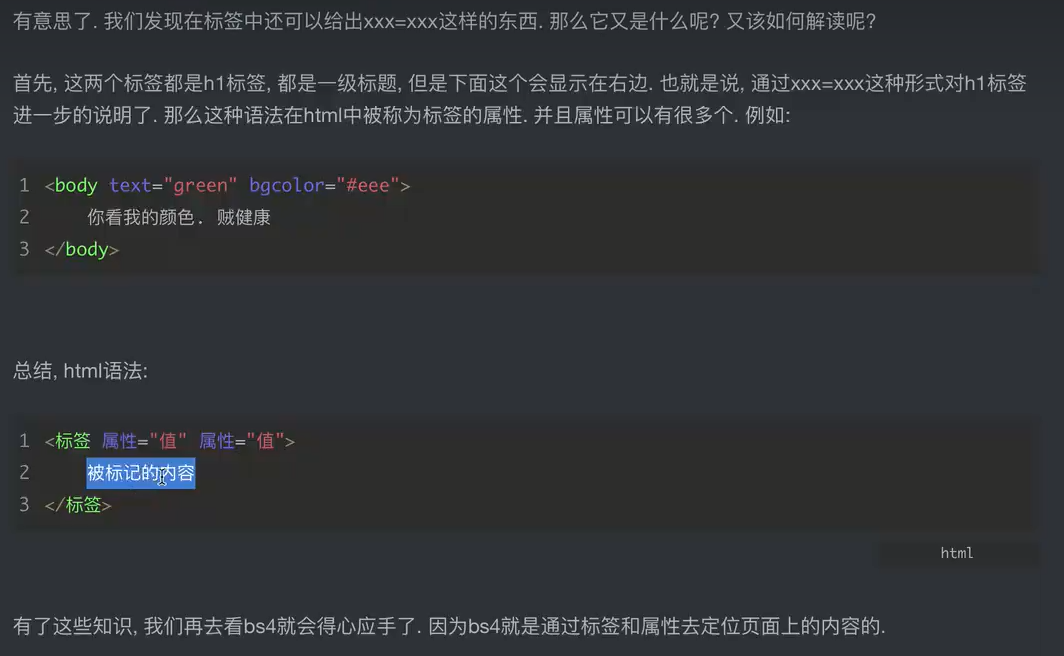 有意思了. 我们发现在标签中还可以给出xxx=xxx这样的东西. 那么它又是什么呢? 又该如何解读呢?
首先, 这两个标签都是h1标签, 都是一级标题, 但是下面这个会显示在右边. 也就是说, 通过xxx=xxx这种形式对h1标签
进一步的说明了. 那么这种语法在html中被称为标签的属性. 并且属性可以有很多个. 例如:
1 <body text="green" bgcolor="#eee">
2 你看我的颜色. 贼健康
3 </body>
总结, html语法:
1 <标签 属性="值" 属性="值">
2 被标记的内容
3 </标签>
html
有了这些知识, 我们再去看bs4就会得心应手了. 因为bs4就是通过标签和属性去定位页面上的内容的.